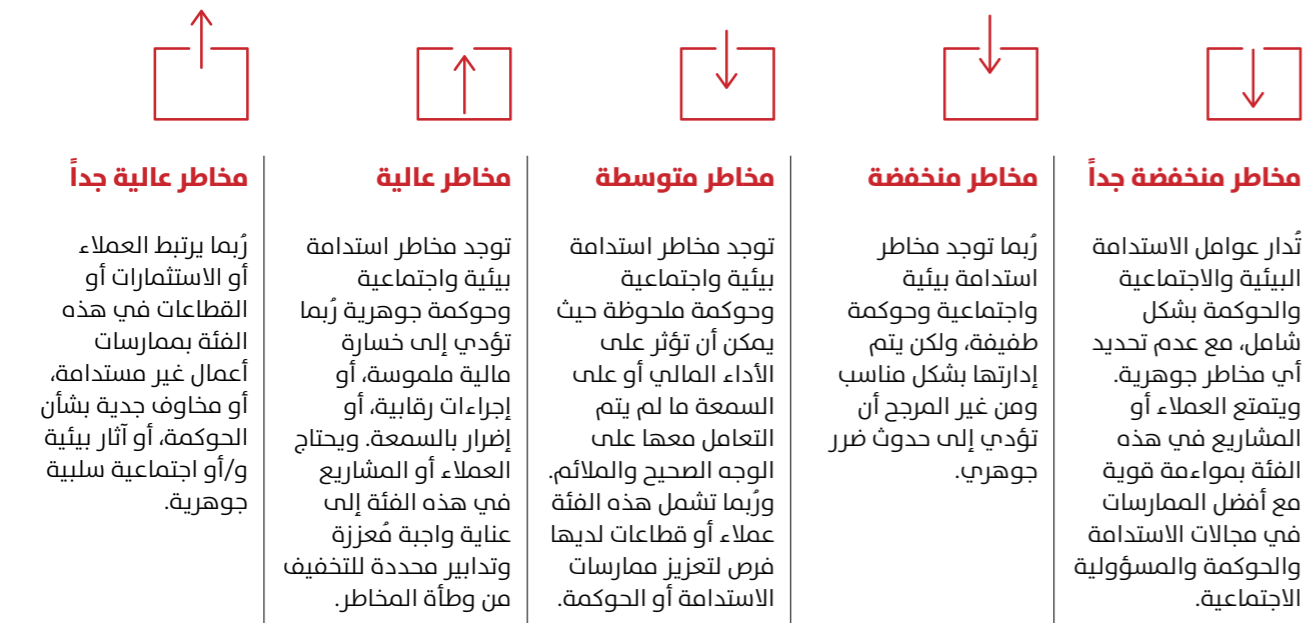 مخاطر منخفضة جداً
تُدار عوامل الاستدامة
البيئية والاجتماعية
والحوكمة بشكل
شامل، مع عدم تحديد
أي مخاطر جوهرية.
ويتمتع العملاء أو
المشاريع في هذه
الفئة بمواءمة قوية
مع أفضل الممارسات
في مجالات الاستدامة
والحوكمة والمسؤولية
الاجتماعية.
مخاطر منخفضة
رُبما توجد مخاطر
استدامة بيئية
واجتماعية وحوكمة
طفيفة، ولكن يتم
إدارتها بشكل مناسب
ومن غير المرجح أن
تؤدي إلى حدوث ضرر
جوهري.
مخاطر متوسطة
توجد مخاطر استدامة
بيئية واجتماعية
وحوكمة ملحوظة حيث
يمكن أن تؤثر على
الأداء المالي أو على
السمعة ما لم يتم
التعامل معها على
الوجه الصحيح والملائم.
ورُبما تشمل هذه الفئة
عملاء أو قطاعات لديها
فرص لتعزيز ممارسات
الاستدامة أو الحوكمة.
مخاطر عالية
توجد مخاطر استدامة
بيئية واجتماعية
وحوكمة جوهرية رُبما
تؤدي إلى خسارة
مالية ملموسة، أو
إجراءات رقابية، أو
إضرار بالسمعة. ويحتاج
العملاء أو المشاريع
في هذه الفئة إلى
عناية واجبة مُعززة
وتدابير محددة للتخفيف
من وطأة المخاطر.
مخاطر عالية جداً
رُبما يرتبط العملاء
أو الاستثمارات أو
القطاعات في هذه
الفئة بممارسات
أعمال غير مستدامة،
أو مخاوف جدية بشأن
الحوكمة، أو آثار بيئية
و/أو اجتماعية سلبية
جوهرية.